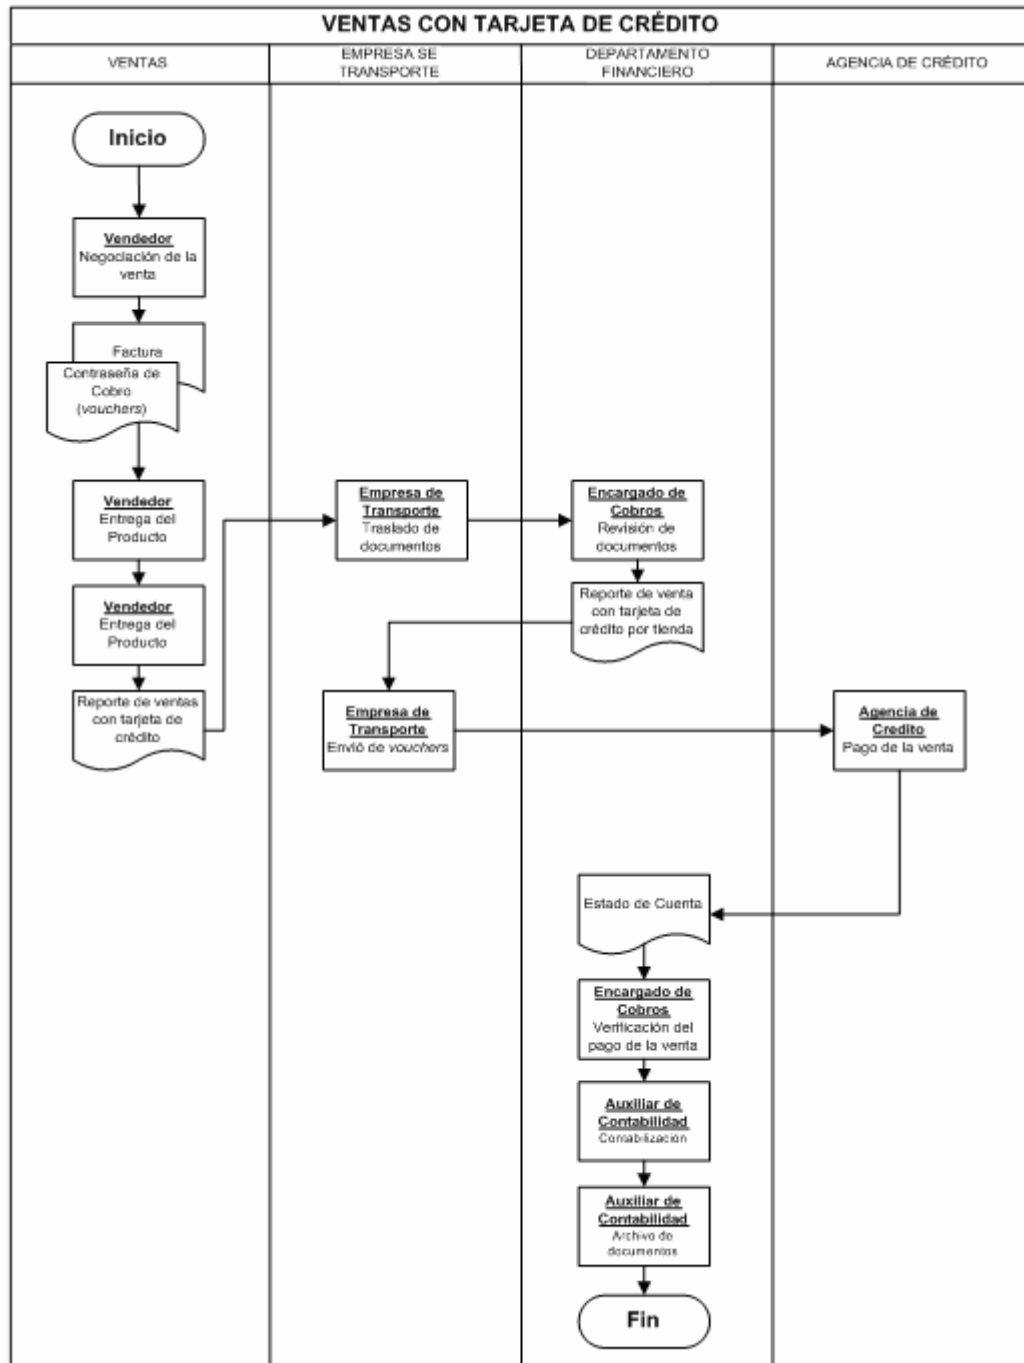 VENTAS CON TARJETA DE CRÉDITO
VENTAS
EMPRESA SE
TRANSPORTE
DEPARTAMENTO
FINANCIERO
AGENCIA DE CRÉDITO
Inicio
Vendedor
Negociación de la
venta
Factura
Contraseña de
Cobro
(vouchers)
Vendedor
Entrega del
Producto
Vendedor
Entrega del
Producto
Reporte de ventas
con tarjeta de
crédito
Empresa de
Transporte
Traslado de
documentos
Encargado de
Cobros
Revisión de
documentos
Reporte de venta
con tarjeta de
crédito por tienda
Empresa de
Transporte
Envió de vouchers
Agencia de
Credito
Pago de la venta
Estado de Cuenta
Encargado de
Cobros
Verificación del
pago de la venta
Auxiliar de
Contabilidad
Contabilización
Auxiliar de
Contabilidad
Archivo de
documentos
Fin